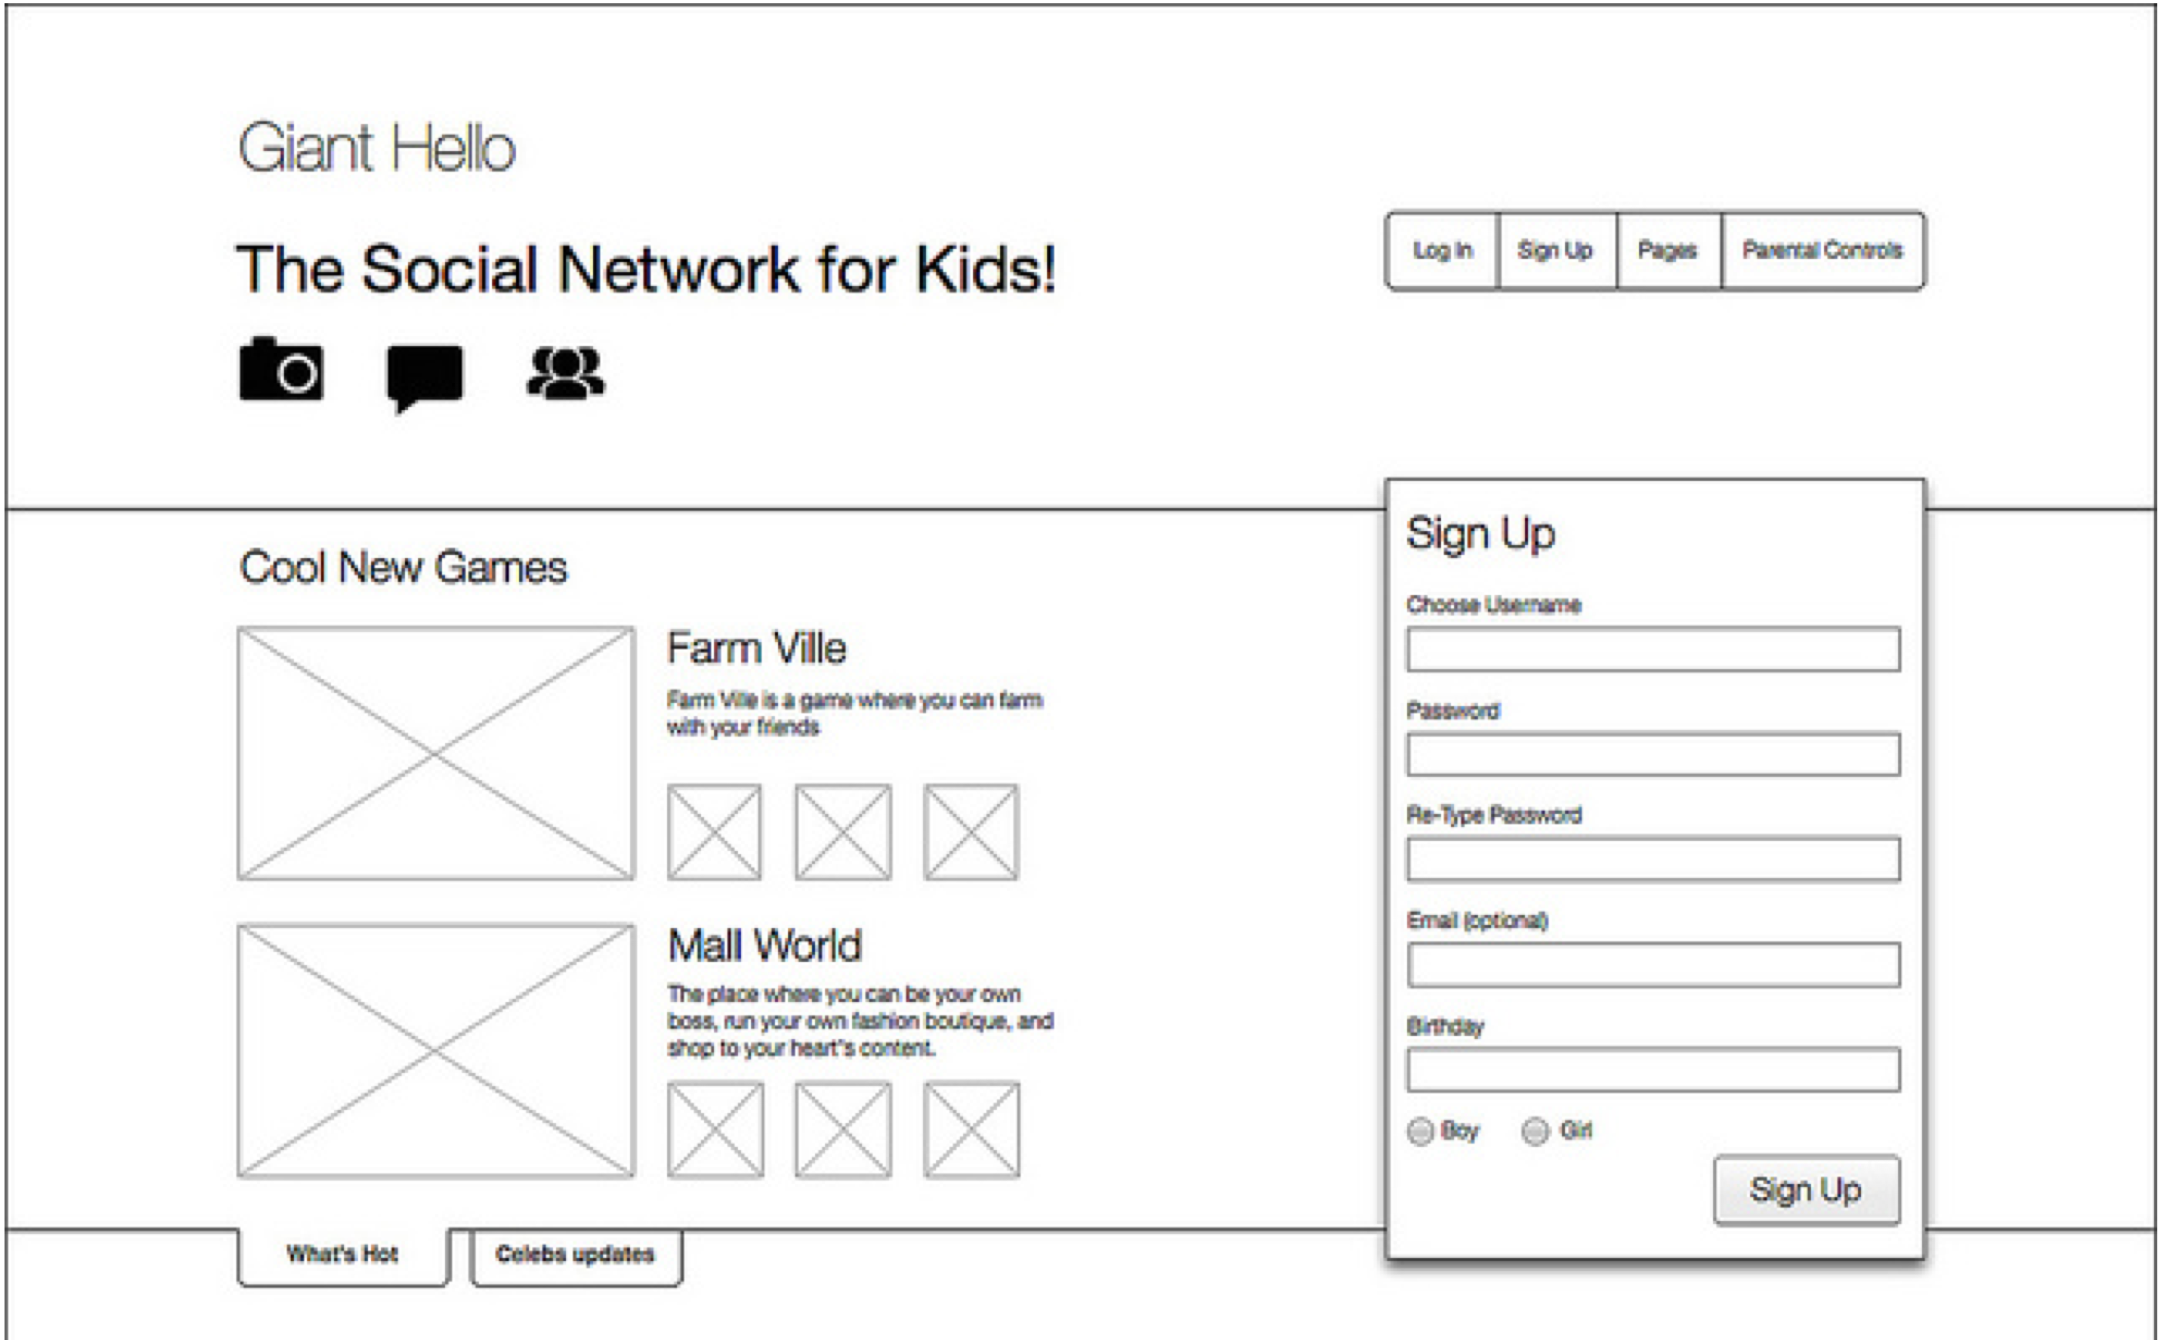 Giant Hello
The Social Network for Kids!
Log In
Sign Up
Pages
Parental Controls
Cool New Games
Farm Ville
Farm Ville is a game where you can farm
with your friends
Mall World
The place where you can be your own
boss, run your own fashion boutique, and
shop to your heart's content.
What's Hot
Celebs updates
Sign Up
Choose Username
Password
Re-Type Password
Email (optional)
Birthday
Boy
Girl
Sign Up